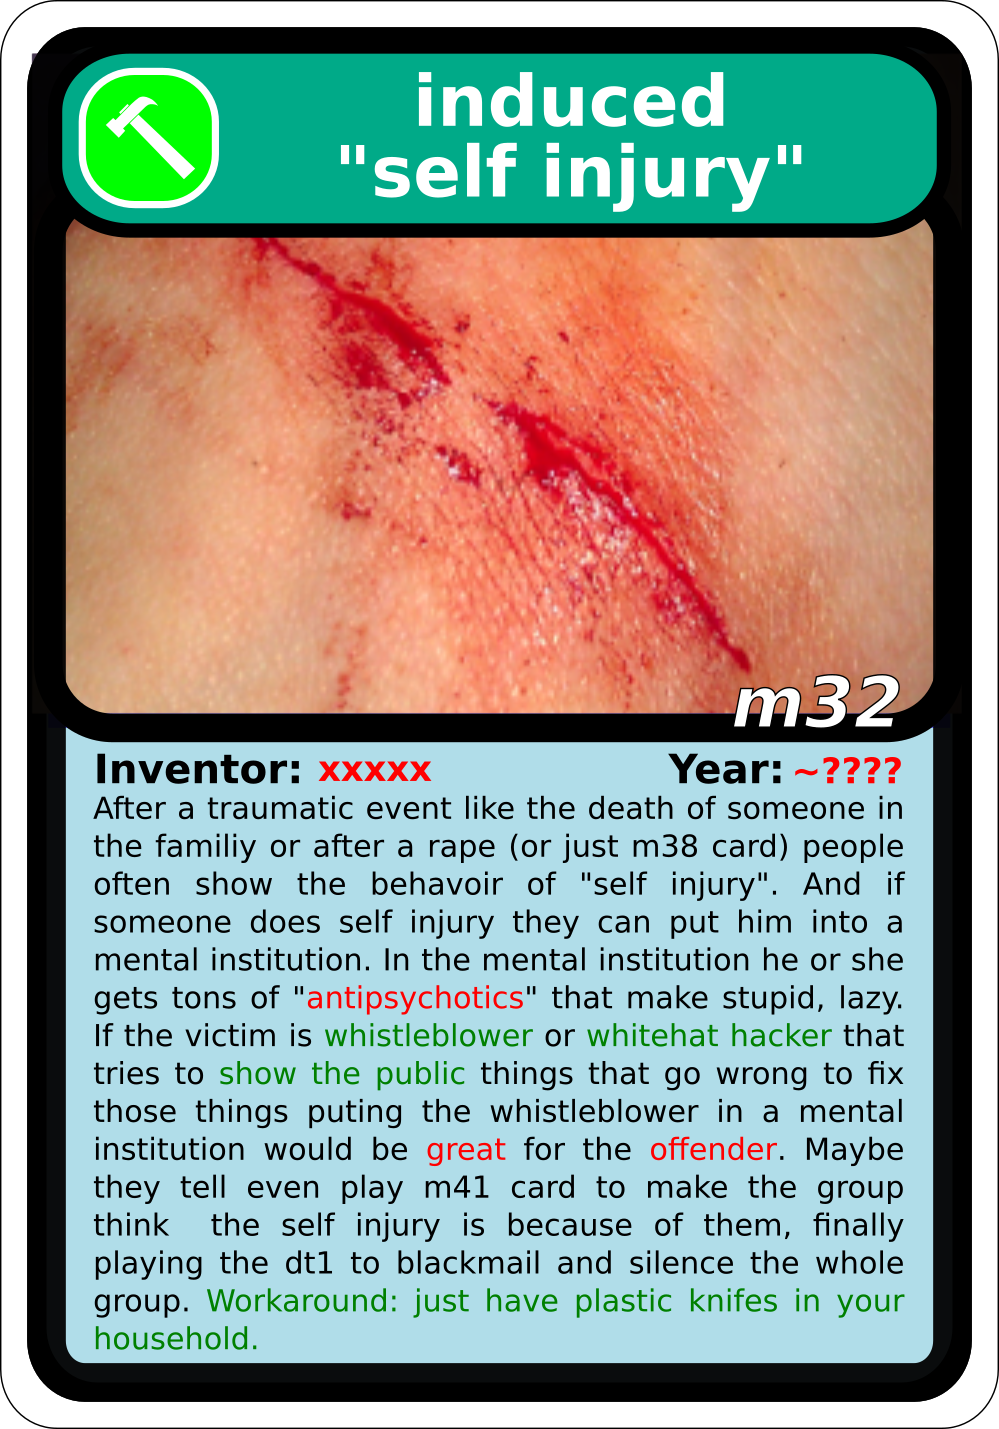 induced
"self injury"
m32
Inventor: xxxxx Year: ~????
After a traumatic event like the death of someone in
the familiy or after a rape (or just m38 card) people
often show the behavoir of "self injury". And if
someone does self injury they can put him into a
mental institution. In the mental institution he or she
gets tons of "antipsychotics" that make stupid, lazy.
If the victim is whistleblower or whitehat hacker that
tries to show the public things that go wrong to fix
those things puting the whistleblower in a mental
institution would be great for the offender. Maybe
they tell even play m41 card to make the group
think the self injury is because of them, finally
playing the dt1 to blackmail and silence the whole
group. Workaround: just have plastic knifes in your
household.